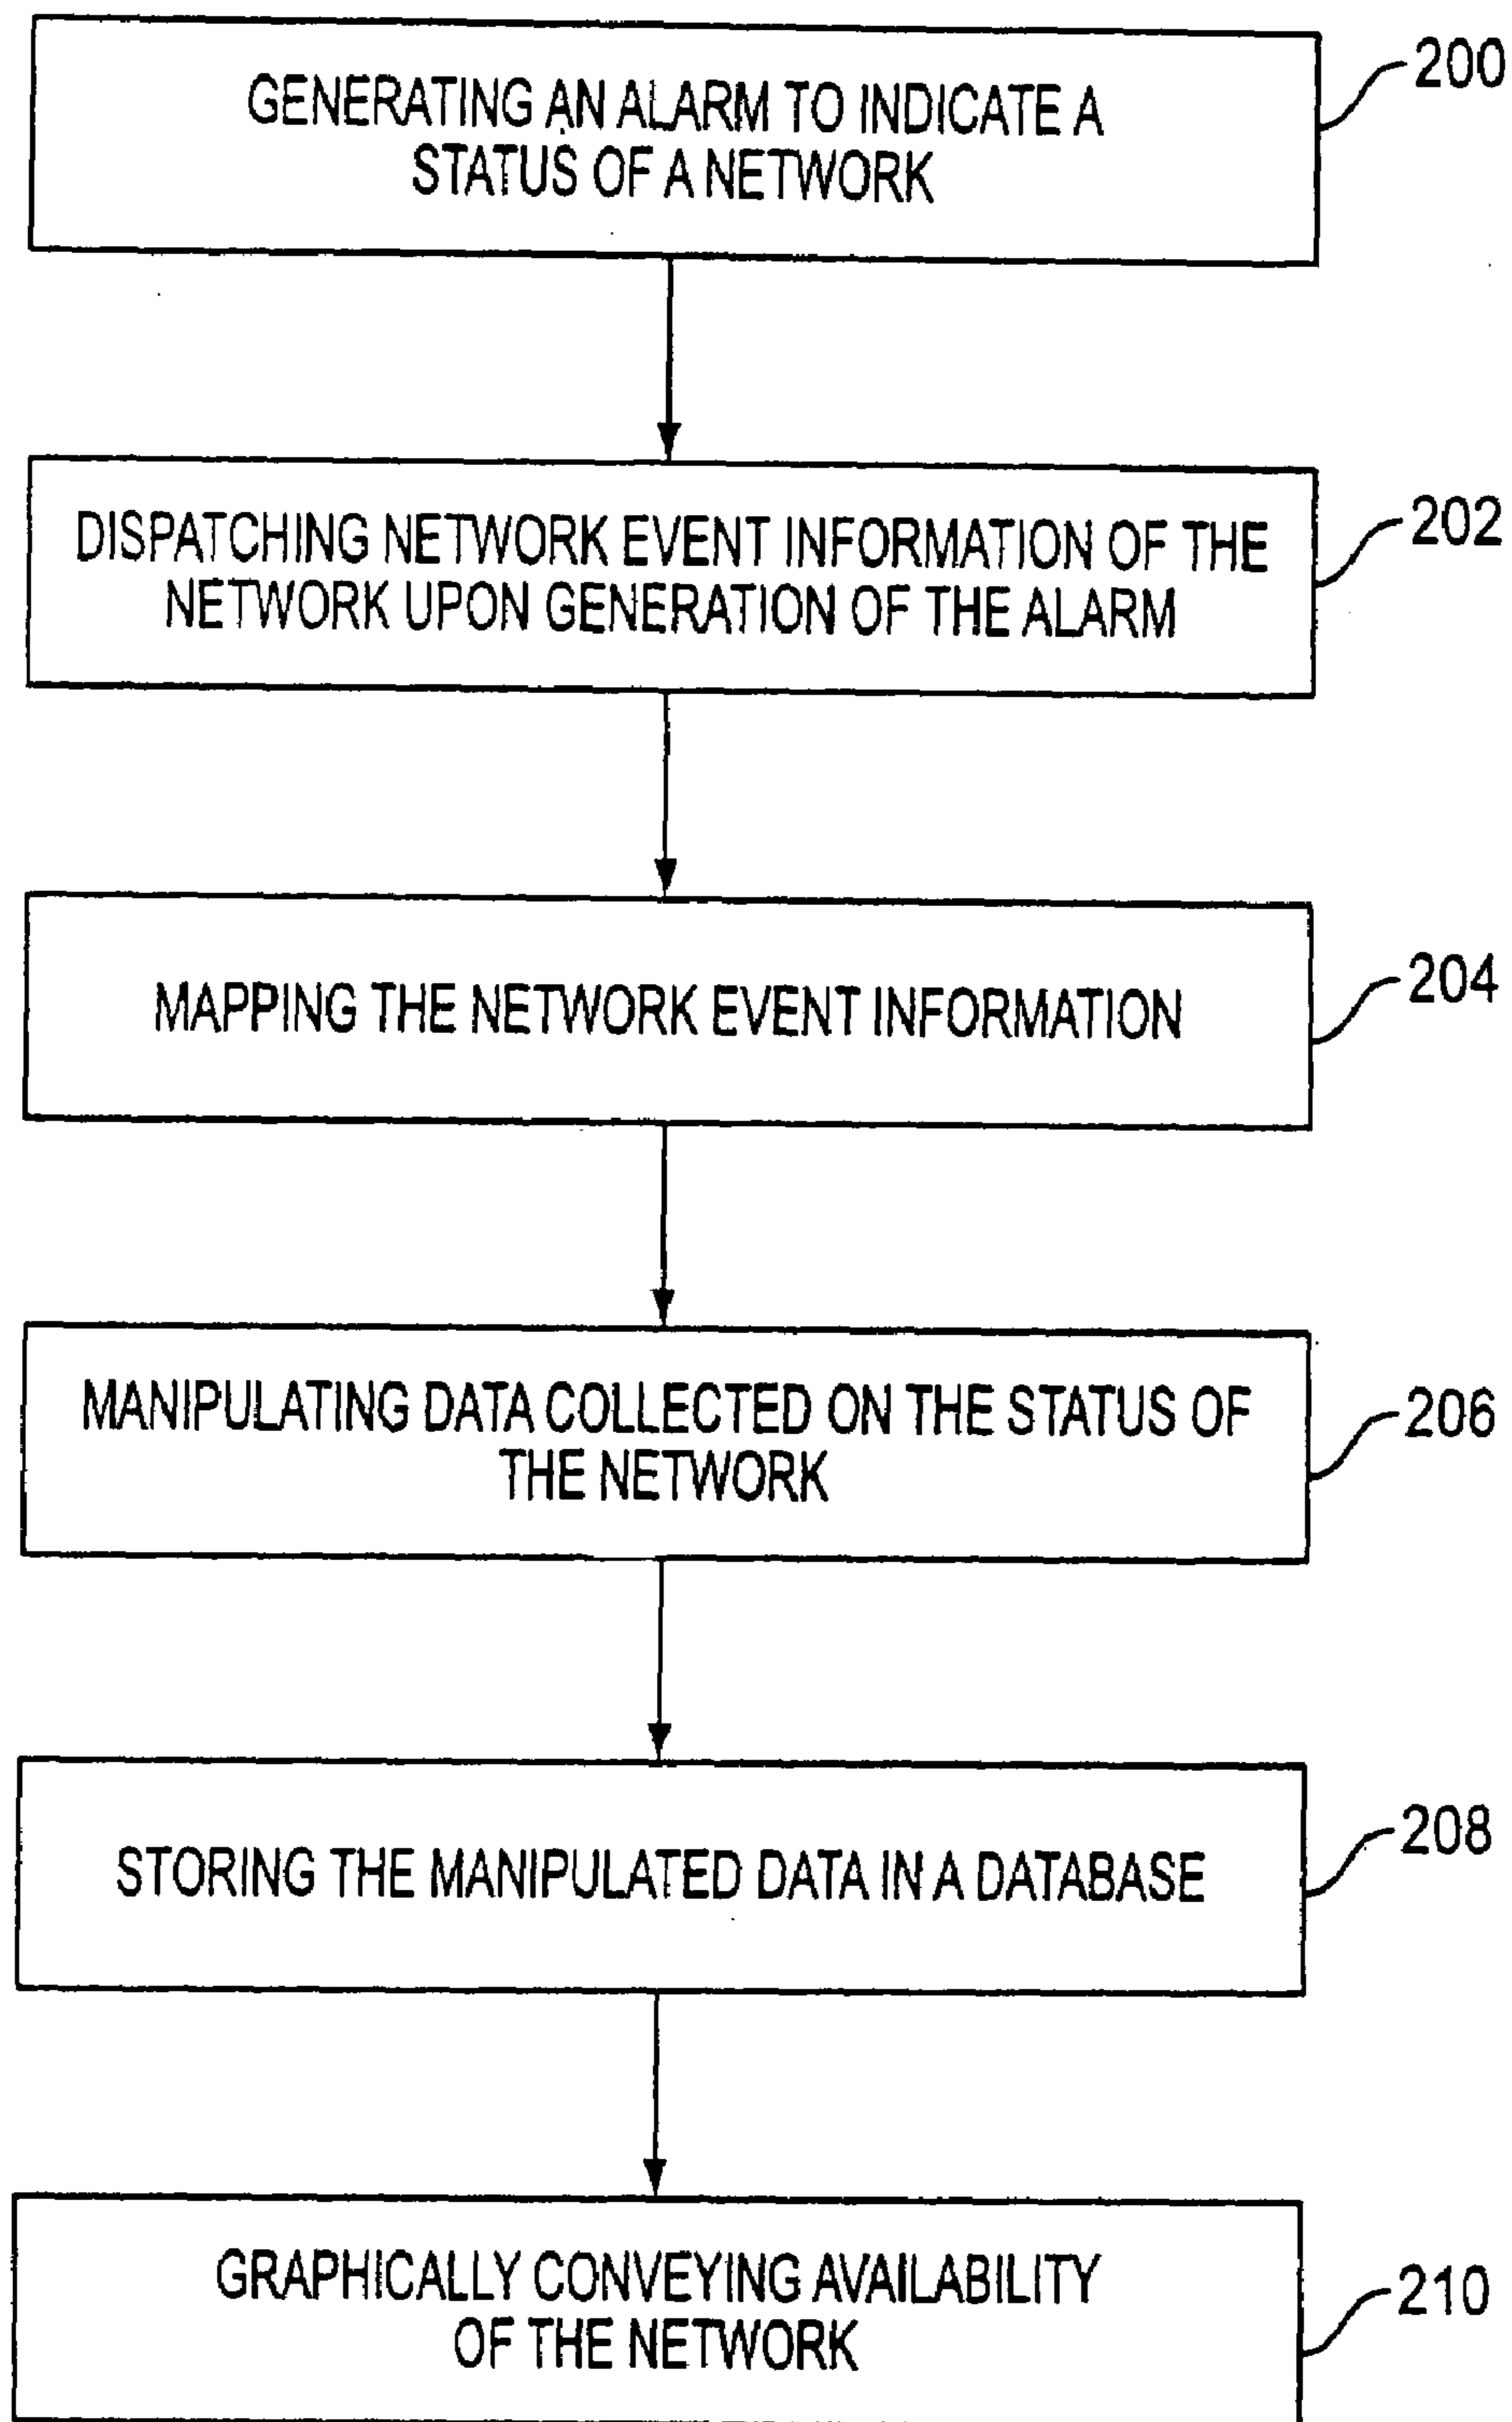 GENERATING AN ALARM TO INDICATE A
STATUS OF A NETWORK
200
DISPATCHING NETWORK EVENT INFORMATION OF THE
NETWORK UPON GENERATION OF THE ALARM
202
MAPPING THE NETWORK EVENT INFORMATION
204
MANIPULATING DATA COLLECTED ON THE STATUS OF
THE NETWORK
206
STORING THE MANIPULATED DATA IN A DATABASE
208
GRAPHICALLY CONVEYING AVAILABILITY
OF THE NETWORK
210